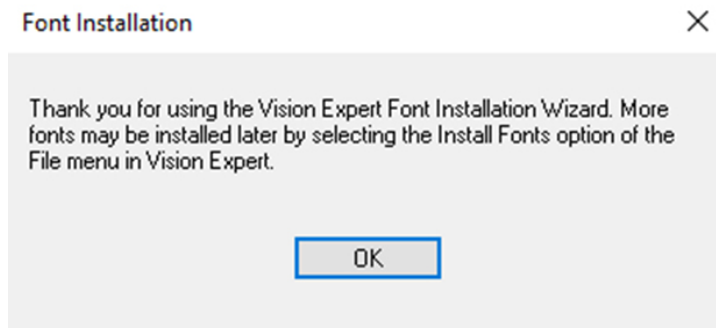 Font Installation
Thank you for using the Vision Expert Font Installation Wizard. More
fonts may be installed later by selecting the Install Fonts option of the
File menu in Vision Expert.
OK